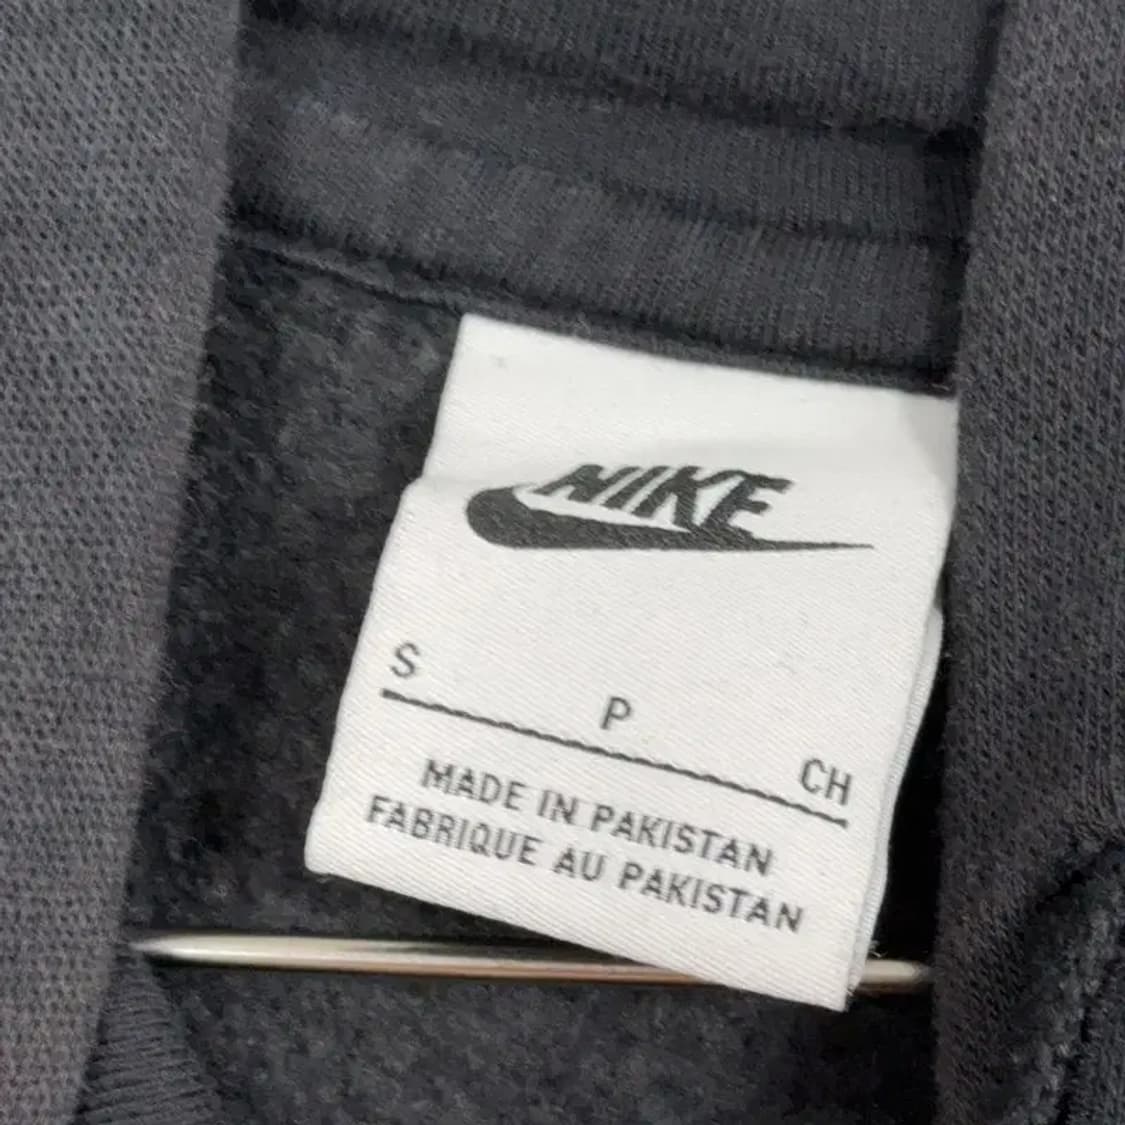 NIKE
S P CH
MADE IN PAKISTAN
FABRIQUE AU PAKISTAN